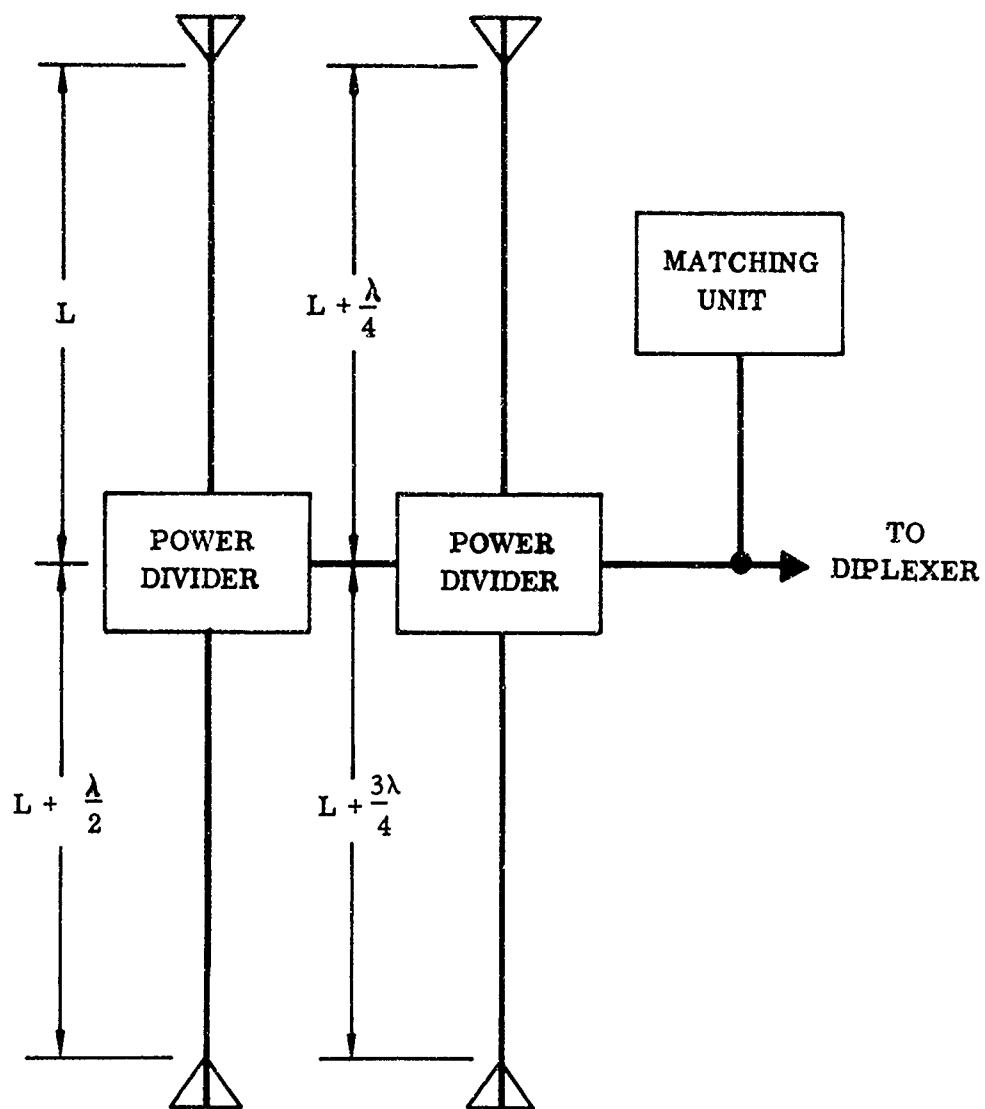 L
L + λ/4
MATCHING
UNIT
POWER
DIVIDER
POWER
DIVIDER
TO
DIPLEXER
L + λ/2
L + 3λ/4